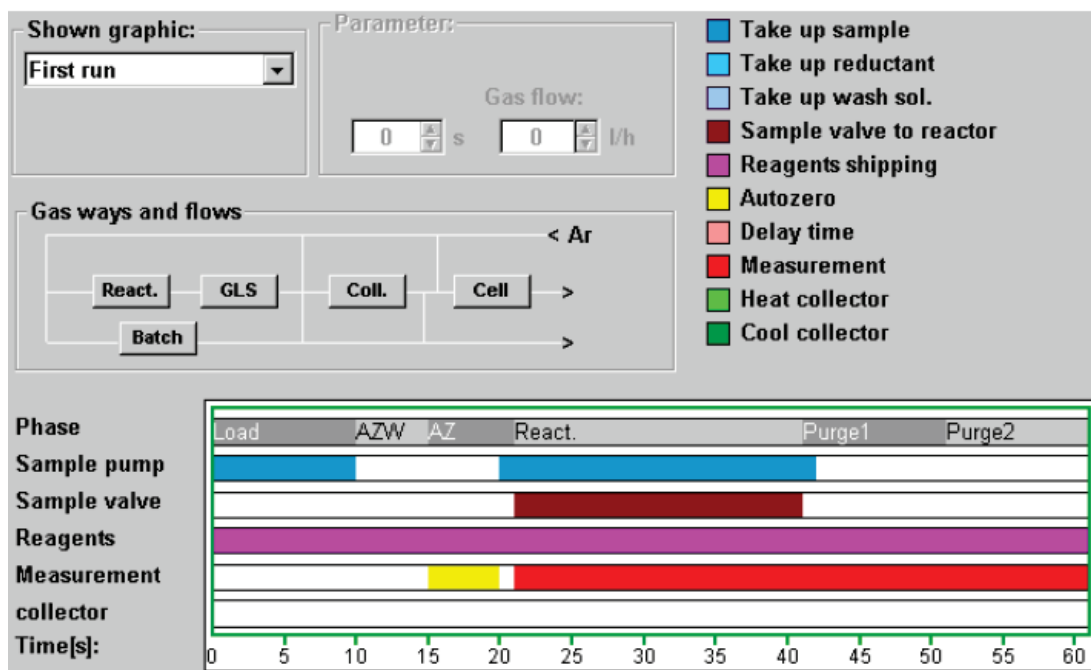 Shown graphic:
First run
Parameter:
Gas flow:
0 s 0 l/h
Take up sample
Take up reductant
Take up wash sol.
Sample valve to reactor
Reagents shipping
Autozero
Delay time
Measurement
Heat collector
Cool collector
Gas ways and flows
< Ar
React. GLS Coll. Cell >
Batch >
Phase Load AZW AZ React. Purge1 Purge2
Sample pump
Sample valve
Reagents
Measurement
collector
Time[s]: 0 5 10 15 20 25 30 35 40 45 50 55 60